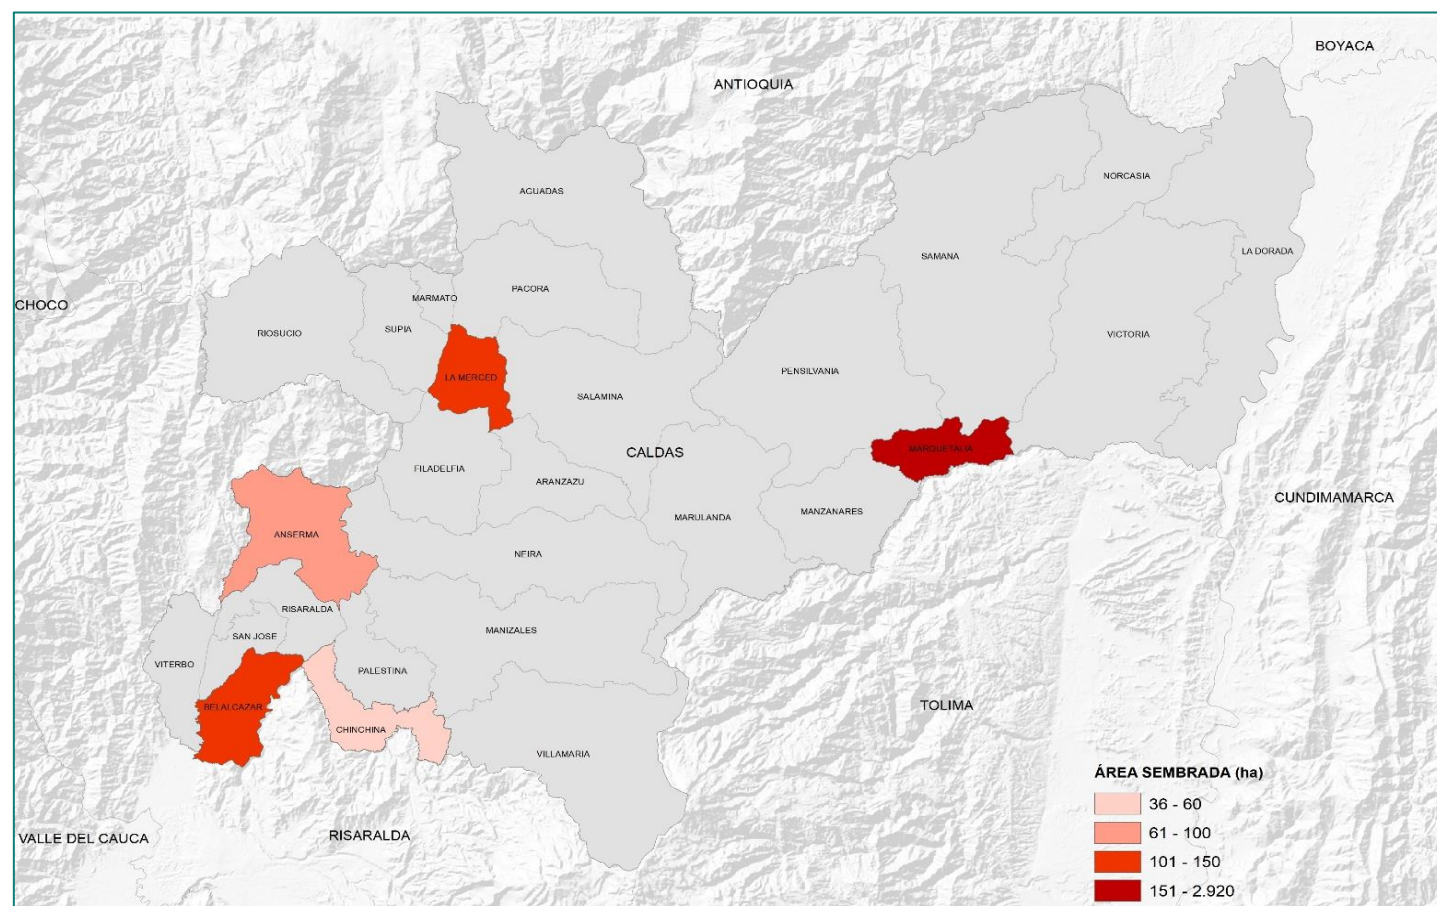 BOYACA
ANTIOQUIA
NORCASIA
AGUADAS
LA DORADA
SAMANA
PACORA
MARMATO
CHOCO
SUPIA
RIOSUCIO
VICTORIA
PENSILVANIA
LA MERCED
SALAMINA
CALDAS
MARQUETALIA
FILADELFIA
ARANZAZU
CUNDIMAMARCA
MANZANARES
MARULANDA
ANSERMA
NEIRA
RISARALDA
MANIZALES
SAN JOSE
VITERBO
PALESTINA
BELALCAZAR
TOLIMA
CHINCHINA
VILLAMARIA
ÁREA SEMBRADA (ha)
36 - 60
61 - 100
101 - 150
151 - 2.920
RISARALDA
VALLE DEL CAUCA